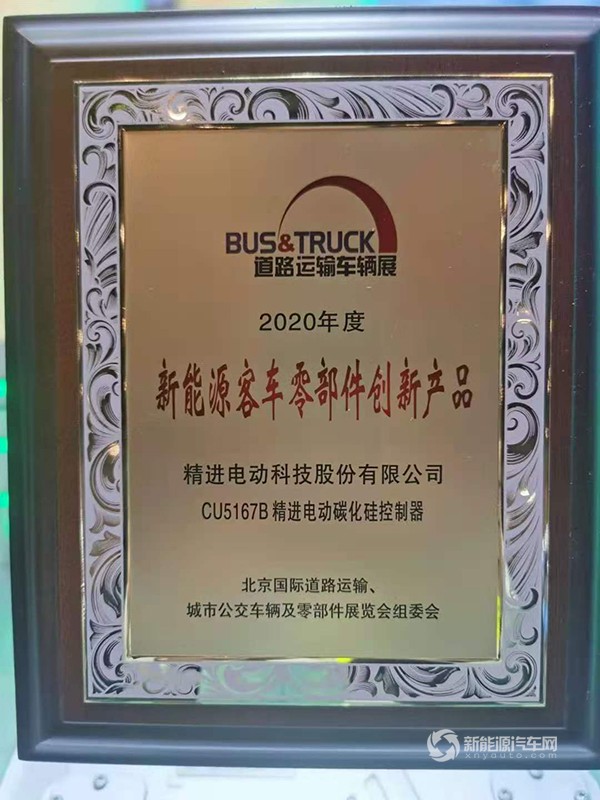 BUS&TRUCK
道路运输车辆展
2020年度
新能源客车零部件创新产品
精进电动科技股份有限公司
CU5167B 精进电动碳化硅控制器
北京国际道路运输、
城市公交车辆及零部件展览会组委会
新能源汽车网
xnyauto.com